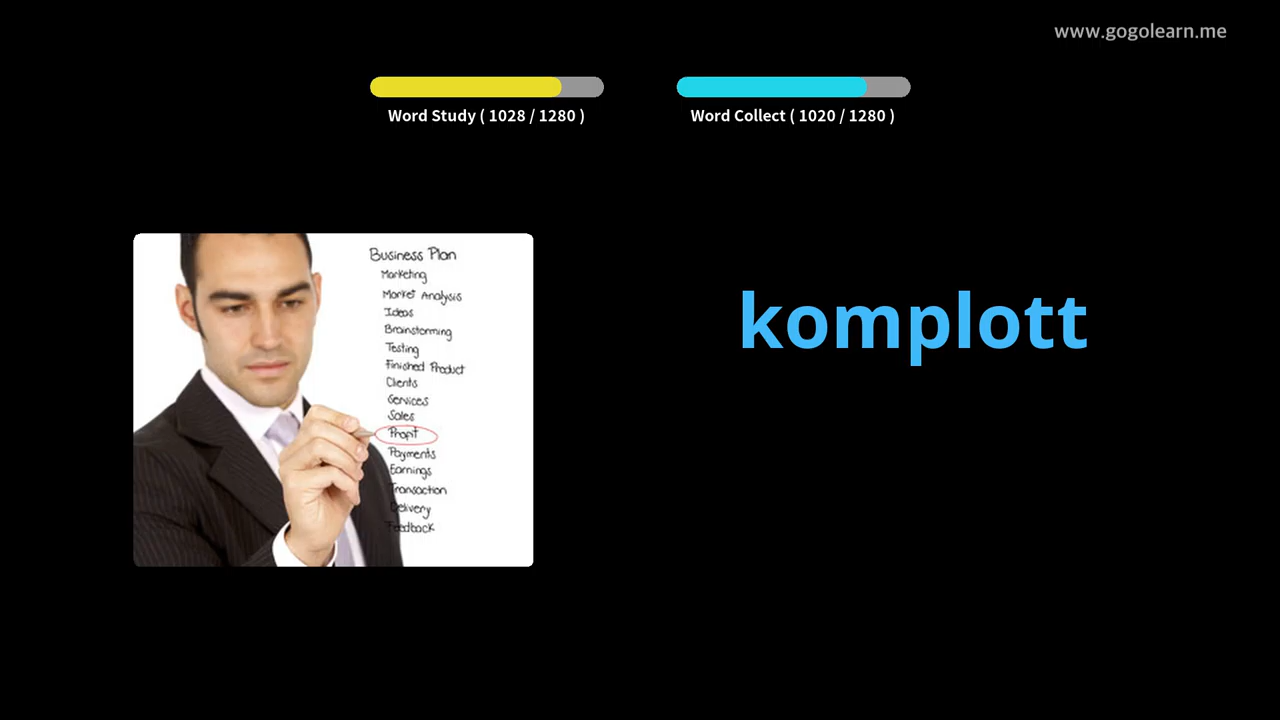 www.gogolearn.me
Word Study ( 1028 / 1280 )
Word Collect ( 1020 / 1280 )
Business Plan
Marketing
Market Analysis
Ideas
Brainstorming
Testing
Finished Product
Clients
Services
Sales
Profit
Payments
Earnings
Transaction
Delivery
Feedback
komplott